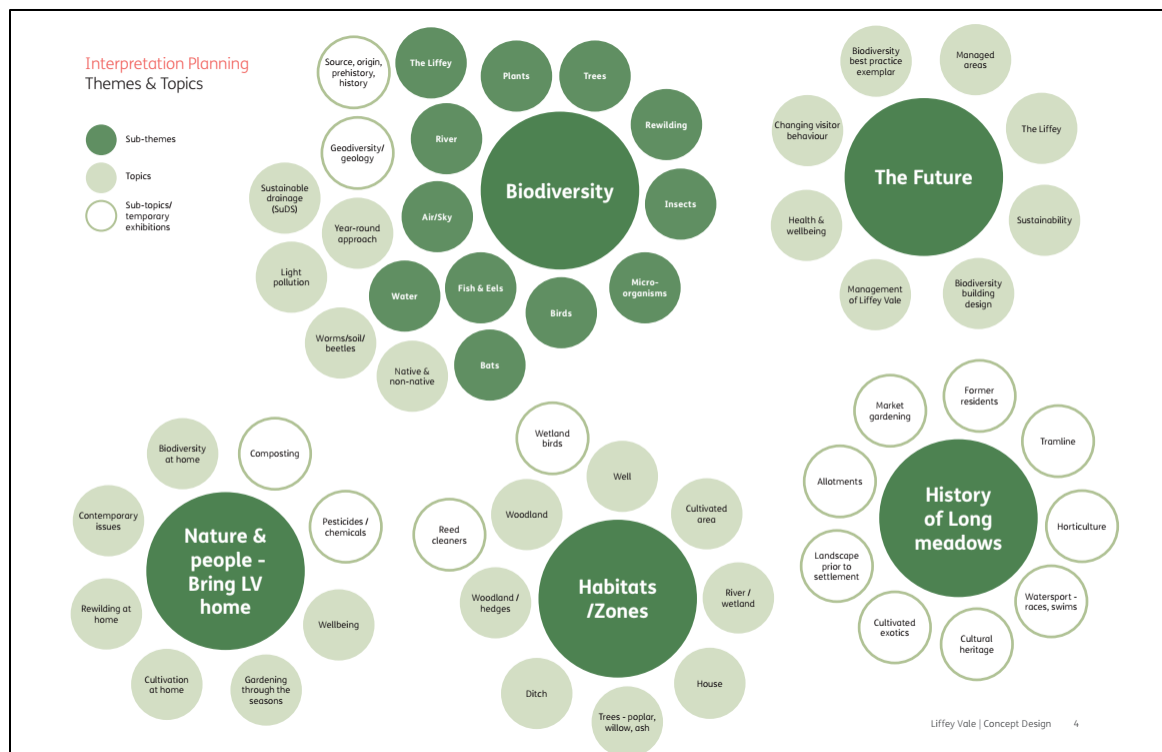 Interpretation Planning
Themes & Topics
Sub-themes
Topics
Sub-topics/
temporary
exhibitions
Source, origin,
prehistory,
history
The Liffey
Plants
Trees
Rewilding
Insects
Micro-
organisms
Birds
Fish & Eels
Bats
Water
Air/Sky
River
Geodiversity/
geology
Sustainable
drainage
(SuDS)
Year-round
approach
Light
pollution
Worms/soil/
beetles
Native &
non-native
Biodiversity
Biodiversity
best practice
exemplar
Managed
areas
The Liffey
Sustainability
Biodiversity
building
design
Management
of Liffey Vale
Health &
wellbeing
Changing visitor
behaviour
The Future
Biodiversity
at home
Composting
Pesticides /
chemicals
Wellbeing
Gardening
through the
seasons
Cultivation
at home
Rewilding at
home
Contemporary
issues
Nature &
people -
Bring LV
home
Wetland
birds
Well
Cultivated
area
River /
wetland
House
Trees - poplar,
willow, ash
Ditch
Woodland /
hedges
Reed
cleaners
Woodland
Habitats
/Zones
Market
gardening
Former
residents
Tramline
Horticulture
Watersport -
races, swims
Cultural
heritage
Cultivated
exotics
Landscape
prior to
settlement
Allotments
History
of Long
meadows
Liffey Vale | Concept Design 4